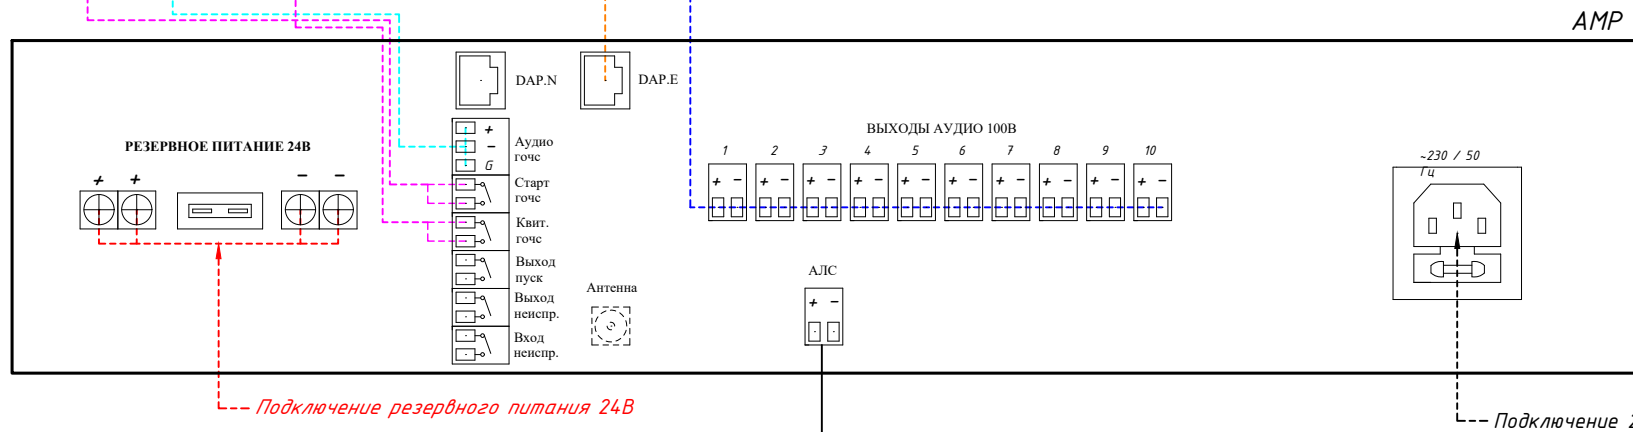 AMP
DAP.N
DAP.E
РЕЗЕРВНОЕ ПИТАНИЕ 24В
+ + − −
+
−
G
Аудио
гочс
Старт
гочс
Квит.
гочс
Выход
пуск
Выход
неиспр.
Вход
неиспр.
Антенна
ВЫХОДЫ АУДИО 100В
1 2 3 4 5 6 7 8 9 10
+ − + − + − + − + − + − + − + − + − + −
АЛС
+ −
~230 / 50
Гц
Подключение резервного питания 24В
Подключение 2